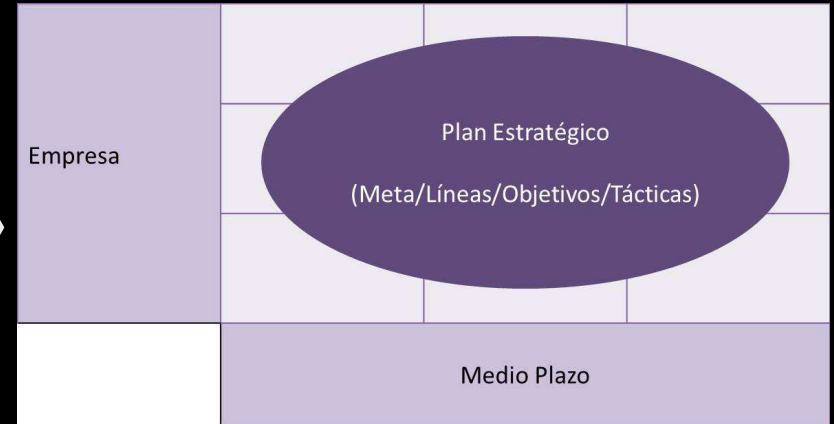 Empresa
Plan Estratégico
(Meta/Líneas/Objetivos/Tácticas)
Medio Plazo